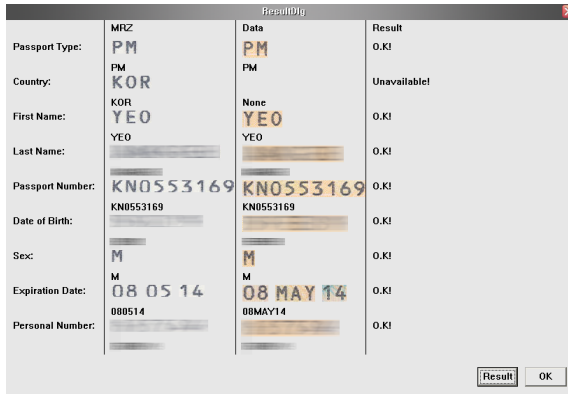 ResultDlg
MRZ Data Result
Passport Type: PM PM O.K!
PM PM
Country: KOR Unavailable!
KOR None
First Name: YEO YEO O.K!
YEO YEO
Last Name: O.K!
Passport Number: KN0553169 KN0553169 O.K!
KN0553169 KN0553169
Date of Birth: O.K!
Sex: M M O.K!
M M
Expiration Date: 08 05 14 08 MAY 14 O.K!
080514 08MAY14
Personal Number: O.K!
Result OK